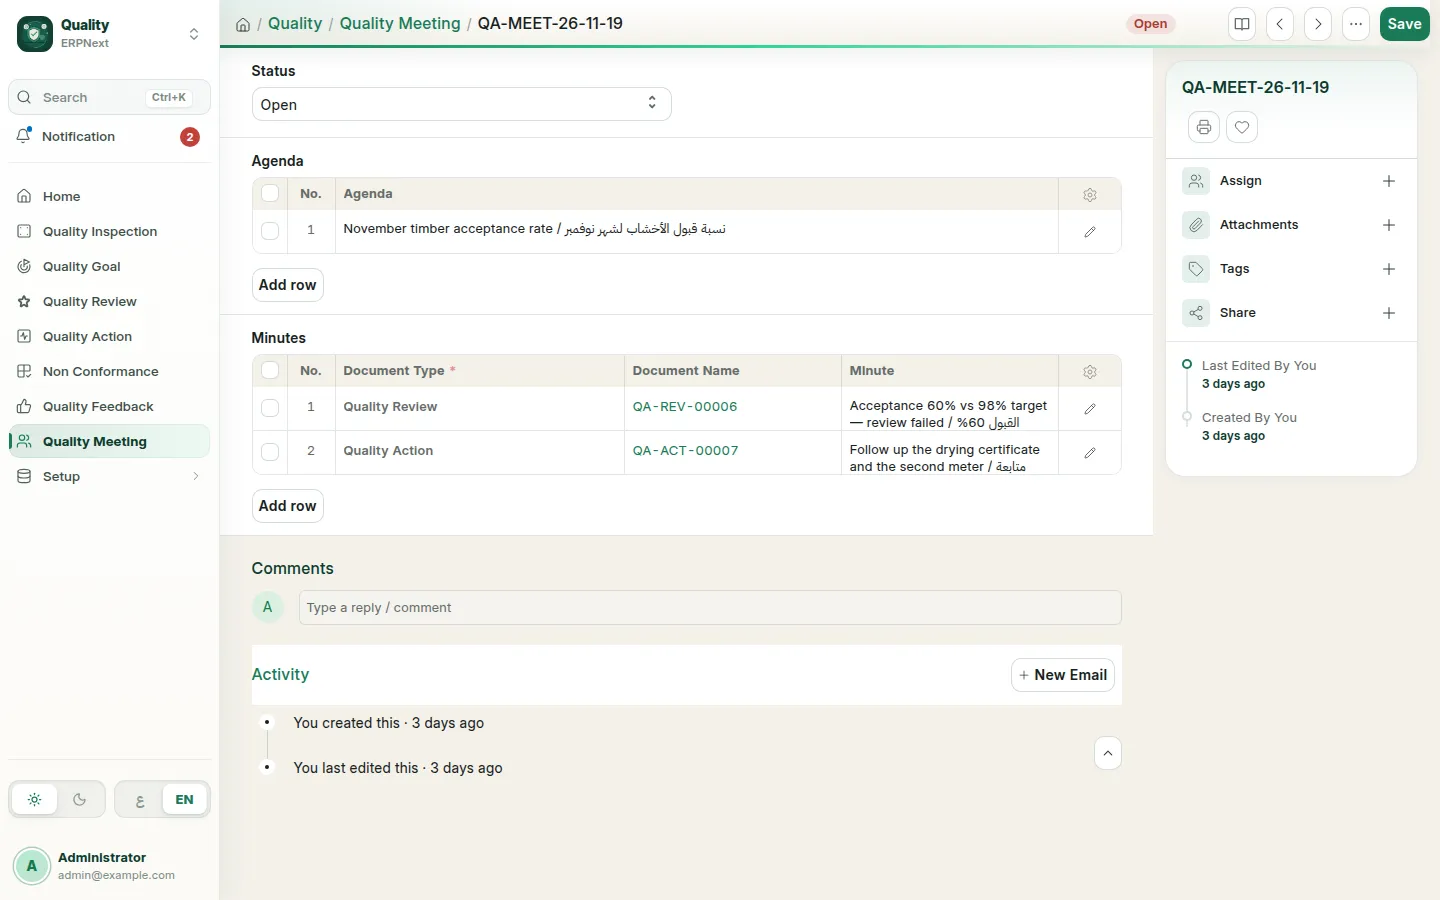 Quality
ERPNext
Search Ctrl+K
Notification 2
Home
Quality Inspection
Quality Goal
Quality Review
Quality Action
Non Conformance
Quality Feedback
Quality Meeting
Setup
ع EN
A
Administrator
admin@example.com
/ Quality / Quality Meeting / QA-MEET-26-11-19
Open
Save
Status
Open
Agenda
No. Agenda
1 November timber acceptance rate / نسبة قبول الأخشاب لشهر نوفمبر
Add row
Minutes
No. Document Type * Document Name Minute
1 Quality Review QA-REV-00006 Acceptance 60% vs 98% target
— review failed / القبول 60%
2 Quality Action QA-ACT-00007 Follow up the drying certificate
and the second meter / متابعة
Add row
Comments
A Type a reply / comment
Activity
+ New Email
You created this · 3 days ago
You last edited this · 3 days ago
QA-MEET-26-11-19
Assign
Attachments
Tags
Share
Last Edited By You
3 days ago
Created By You
3 days ago